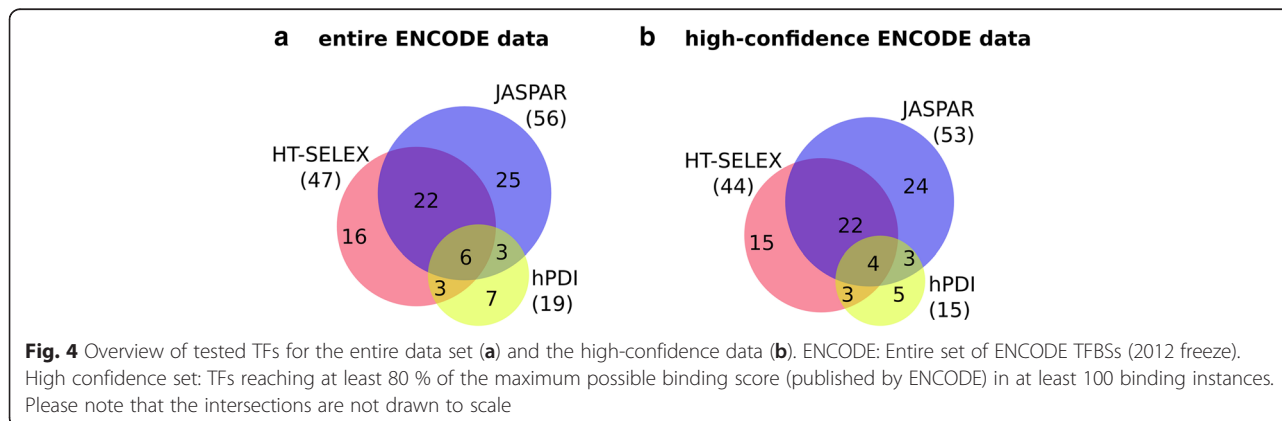 a entire ENCODE data
b high-confidence ENCODE data
JASPAR
(56)
HT-SELEX
(47)
25
22
16
6
3
3
7
hPDI
(19)
JASPAR
(53)
HT-SELEX
(44)
24
22
15
4
3
3
5
hPDI
(15)
Fig. 4 Overview of tested TFs for the entire data set (a) and the high-confidence data (b). ENCODE: Entire set of ENCODE TFBSs (2012 freeze).
High confidence set: TFs reaching at least 80 % of the maximum possible binding score (published by ENCODE) in at least 100 binding instances.
Please note that the intersections are not drawn to scale